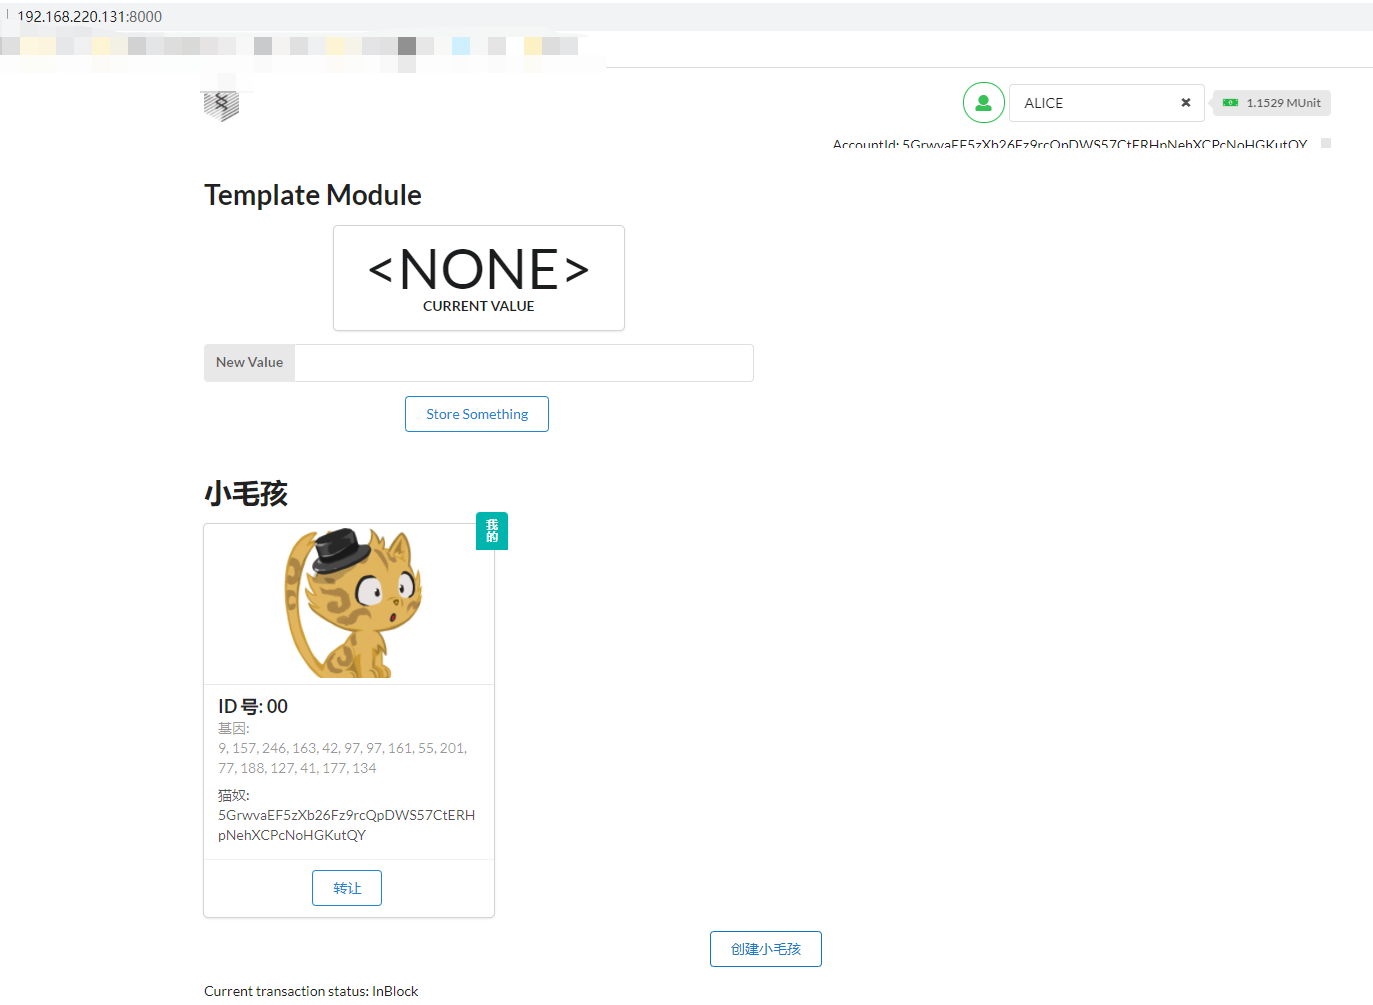 192.168.220.131:8000
ALICE
1.1529 MUnit
AccountId: 5GrwvaEF5zXb26Fz9rcQpDWS57CtERHpNehXCPcNoHGKutQY
Template Module
<NONE>
CURRENT VALUE
New Value
Store Something
小毛孩
我的
ID 号: 00
基因:
9, 157, 246, 163, 42, 97, 97, 161, 55, 201,
77, 188, 127, 41, 177, 134
猫奴:
5GrwvaEF5zXb26Fz9rcQpDWS57CtERH
pNehXCPcNoHGKutQY
转让
创建小毛孩
Current transaction status: InBlock